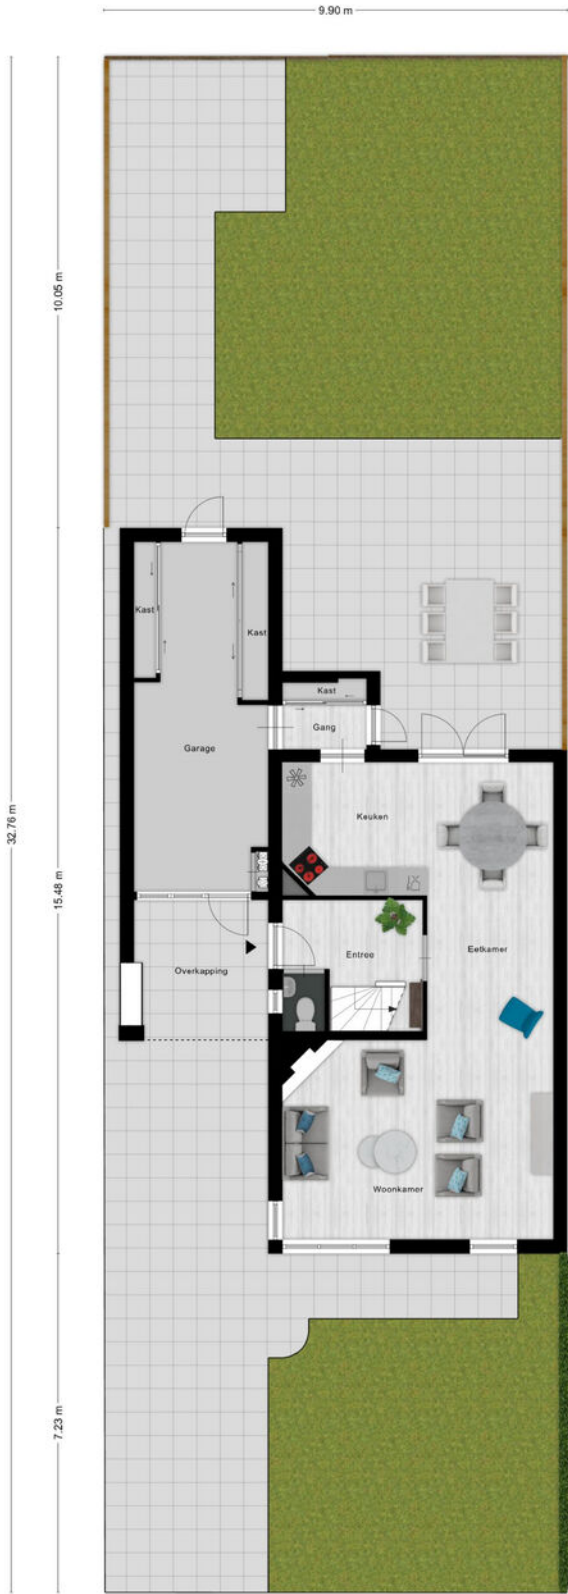 9.90 m
10.05 m
Kast
Kast
Kast
Gang
Garage
Keuken
32.76 m
15.48 m
Entree
Eetkamer
Overkapping
Woonkamer
7.23 m